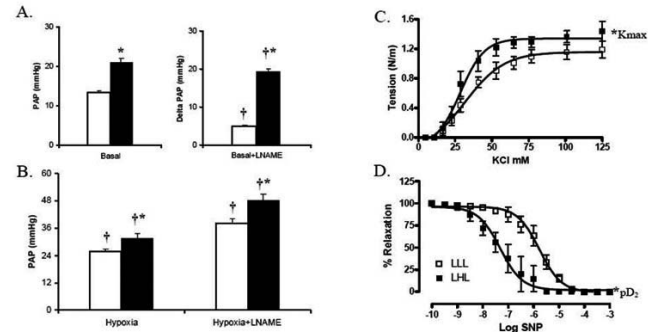 A.
PAP (mmHg)
30
20
10
0
*
Basal
Delta PAP (mmHg)
30
20
10
0
†
†*
Basal+LNAME
B.
PAP (mmHg)
60
48
36
24
12
0
†
†*
†
†*
Hypoxia
Hypoxia+LNAME
C.
Tension (N/m)
1.6
1.2
0.8
0.4
0.0
0 25 50 75 100 125
KCl mM
*Kmax
D.
% Relaxation
100
75
50
25
0
LLL
LHL
-10 -9 -8 -7 -6 -5 -4 -3
Log SNP
*pD2